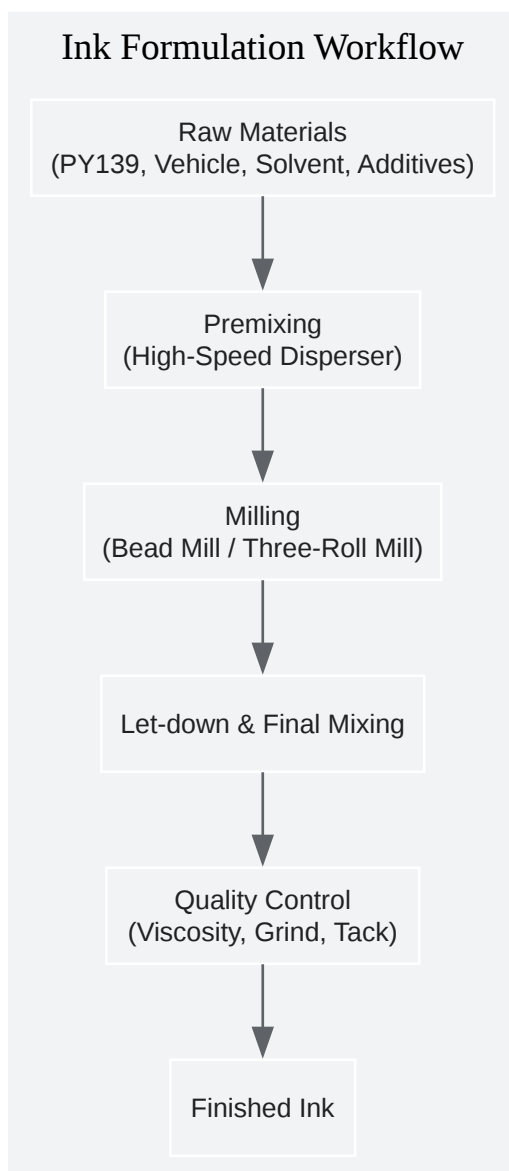 Ink Formulation Workflow
Raw Materials
(PY139, Vehicle, Solvent, Additives)
Premixing
(High-Speed Disperser)
Milling
(Bead Mill / Three-Roll Mill)
Let-down & Final Mixing
Quality Control
(Viscosity, Grind, Tack)
Finished Ink